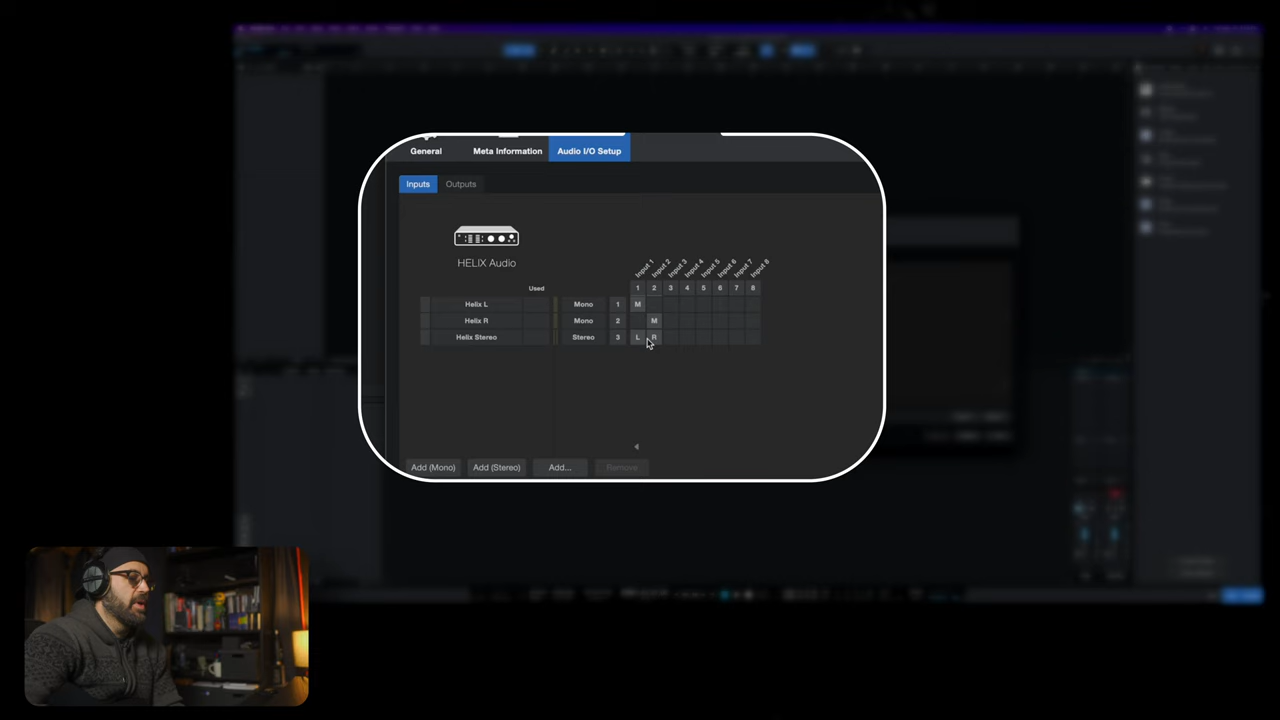 General Meta Information Audio I/O Setup
Inputs Outputs
HELIX Audio
Input 1 Input 2 Input 3 Input 4 Input 5 Input 6 Input 7 Input 8
Used 1 2 3 4 5 6 7 8
Helix L Mono 1 M
Helix R Mono 2 M
Helix Stereo Stereo 3 L R
Add (Mono) Add (Stereo) Add... Remove